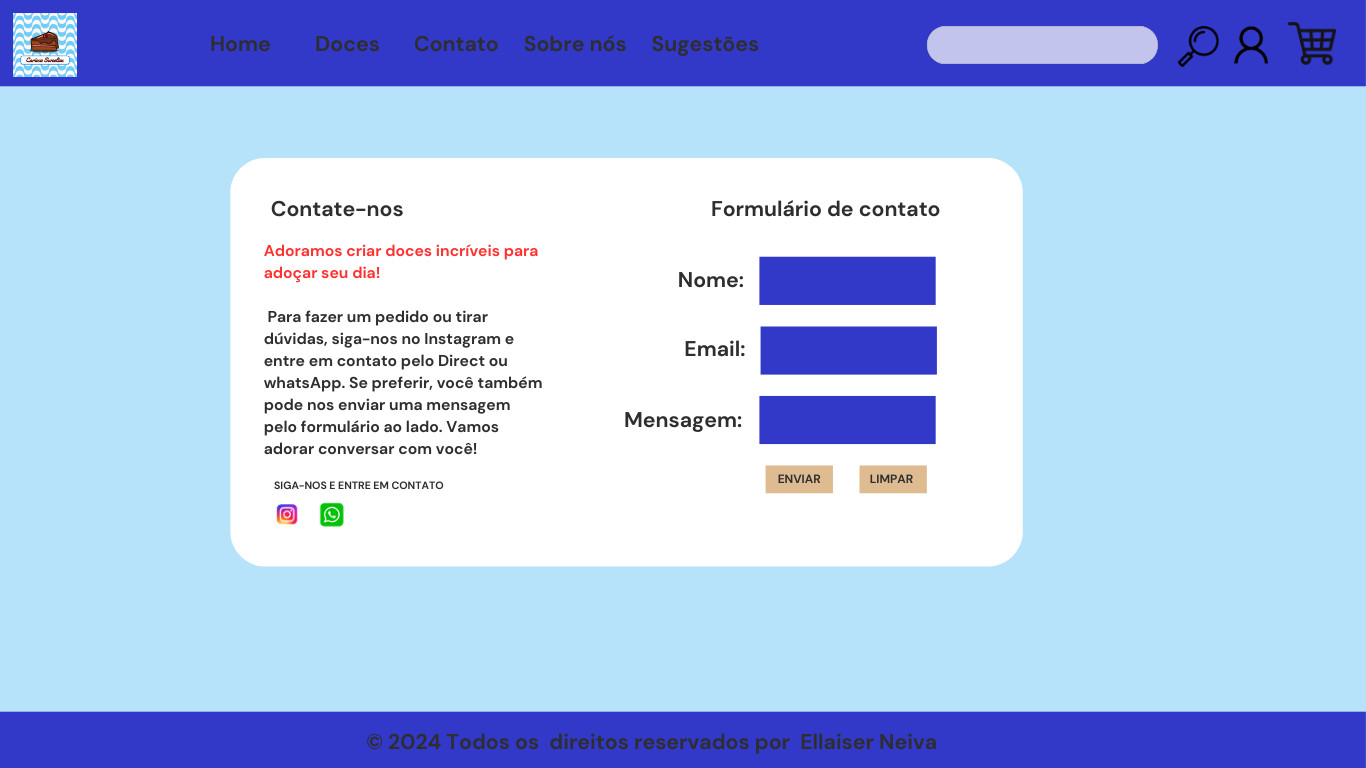 Carioca Sweeties
Home Doces Contato Sobre nós Sugestões
Contate-nos
Adoramos criar doces incríveis para
adoçar seu dia!
Para fazer um pedido ou tirar
dúvidas, siga-nos no Instagram e
entre em contato pelo Direct ou
whatsApp. Se preferir, você também
pode nos enviar uma mensagem
pelo formulário ao lado. Vamos
adorar conversar com você!
SIGA-NOS E ENTRE EM CONTATO
Formulário de contato
Nome:
Email:
Mensagem:
ENVIAR LIMPAR
© 2024 Todos os direitos reservados por Ellaiser Neiva